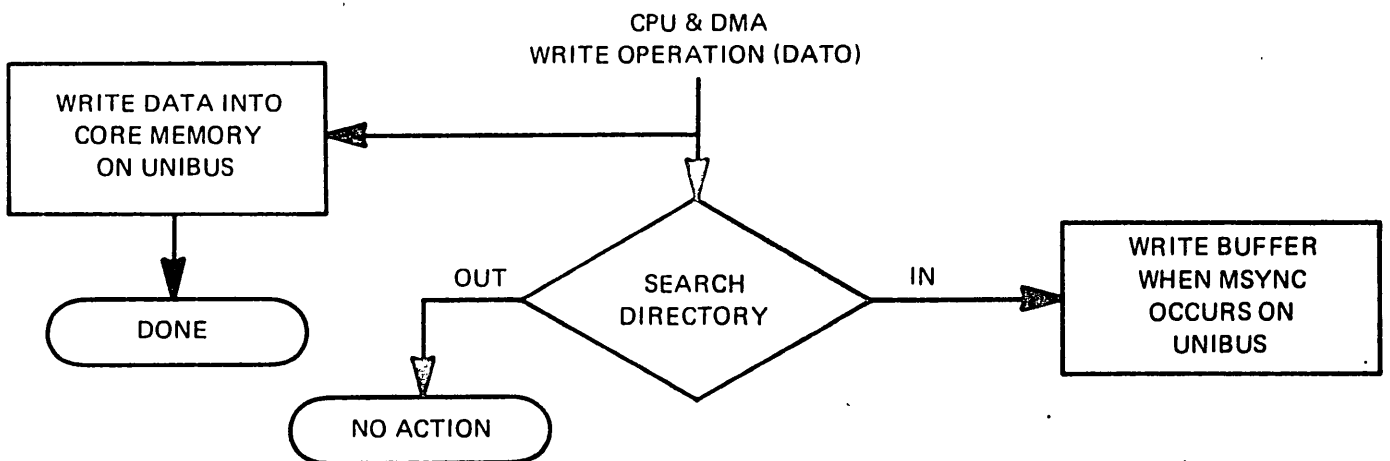 CPU & DMA
WRITE OPERATION (DATO)
WRITE DATA INTO
CORE MEMORY
ON UNIBUS
DONE
OUT
SEARCH
DIRECTORY
IN
WRITE BUFFER
WHEN MSYNC
OCCURS ON
UNIBUS
NO ACTION